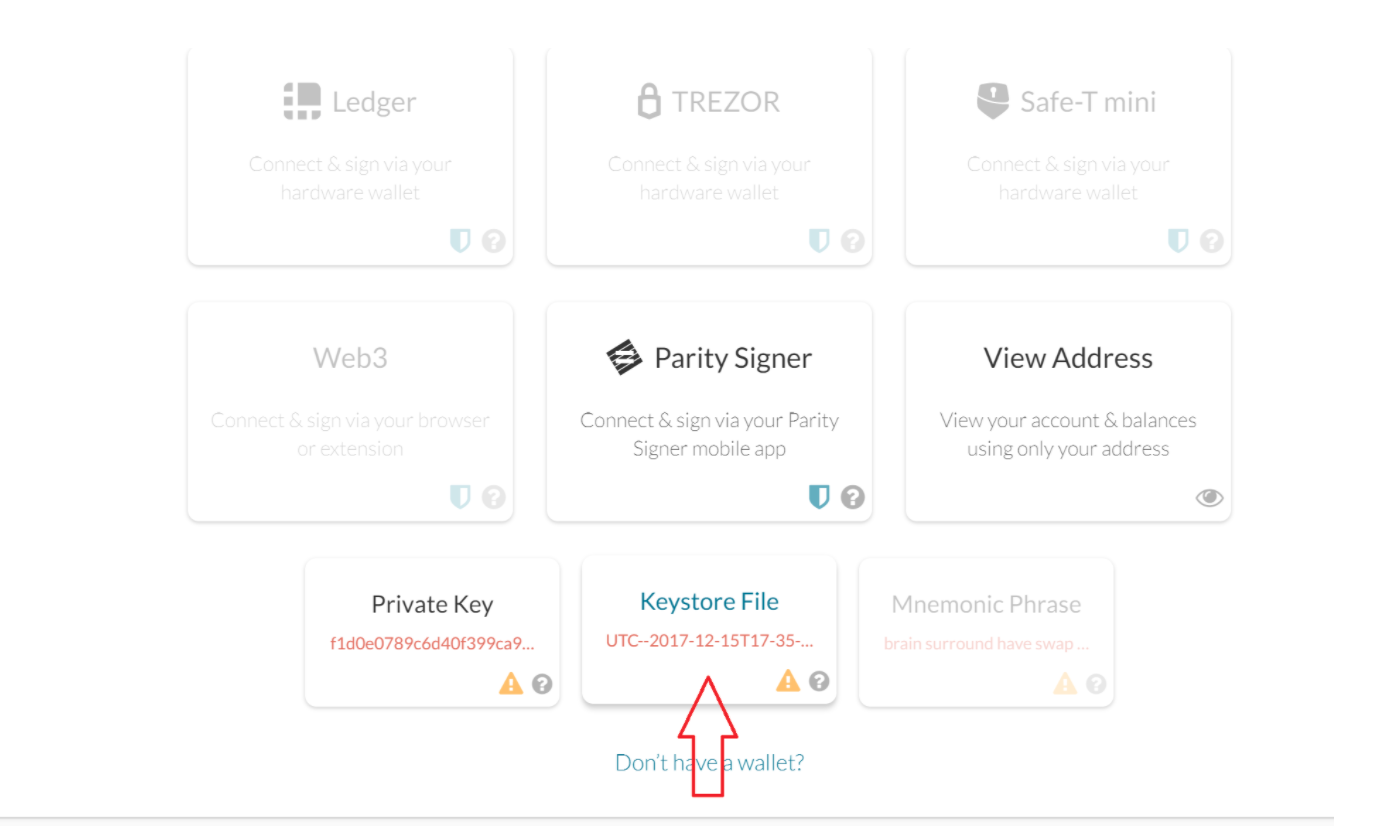 Ledger
Connect & sign via your
hardware wallet
TREZOR
Connect & sign via your
hardware wallet
Safe-T mini
Connect & sign via your
hardware wallet
Web3
Connect & sign via your browser
or extension
Parity Signer
Connect & sign via your Parity
Signer mobile app
View Address
View your account & balances
using only your address
Private Key
f1d0e0789c6d40f399ca9...
Keystore File
UTC--2017-12-15T17-35-...
Mnemonic Phrase
brain surround have swap ...
Don't have a wallet?